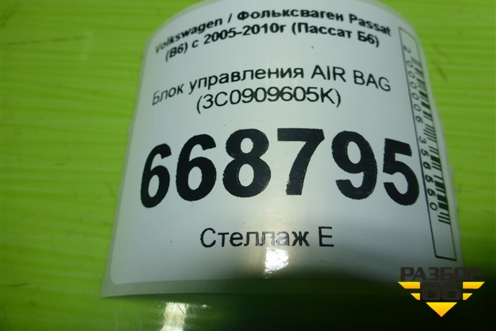 Volkswagen / Фольксваген Passat
(B6) с 2005-2010г (Пассат Б6)
Блок управления AIR BAG
(3C0909605K)
668795
Стеллаж Е
РАЗБОР